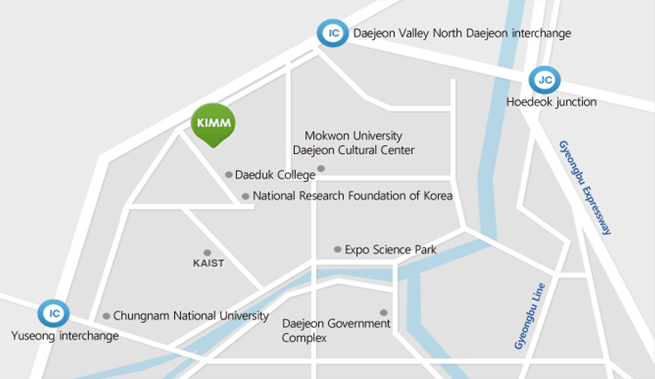 IC
Daejeon Valley North Daejeon interchange
JC
Hoedeok junction
KIMM
Mokwon University
Daejeon Cultural Center
Daeduk College
National Research Foundation of Korea
Gyeongbu Expressway
Expo Science Park
KAIST
IC
Yuseong interchange
Chungnam National University
Daejeon Government
Complex
Gyeongbu Line